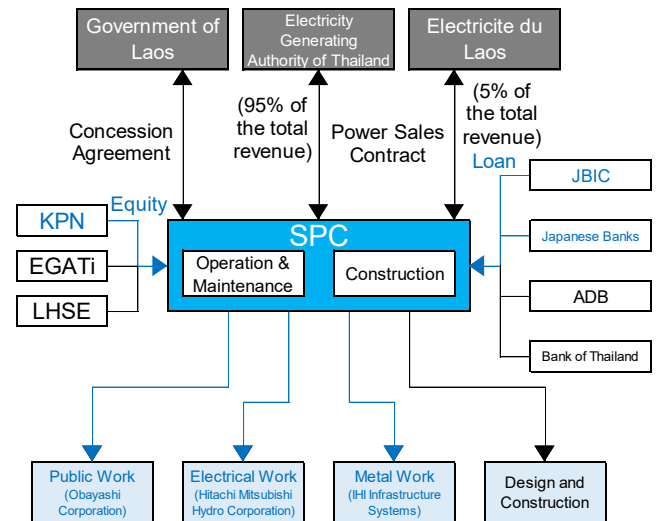 Government of
Laos
Electricity
Generating
Authority of Thailand
Electricite du
Laos
Concession
Agreement
(95% of
the total
revenue)
Power Sales
Contract
(5% of
the total
revenue)
Loan
Equity
KPN
EGATi
LHSE
SPC
Operation &
Maintenance
Construction
JBIC
Japanese Banks
ADB
Bank of Thailand
Public Work
(Obayashi
Corporation)
Electrical Work
(Hitachi Mitsubishi
Hydro Corporation)
Metal Work
(IHI Infrastructure
Systems)
Design and
Construction